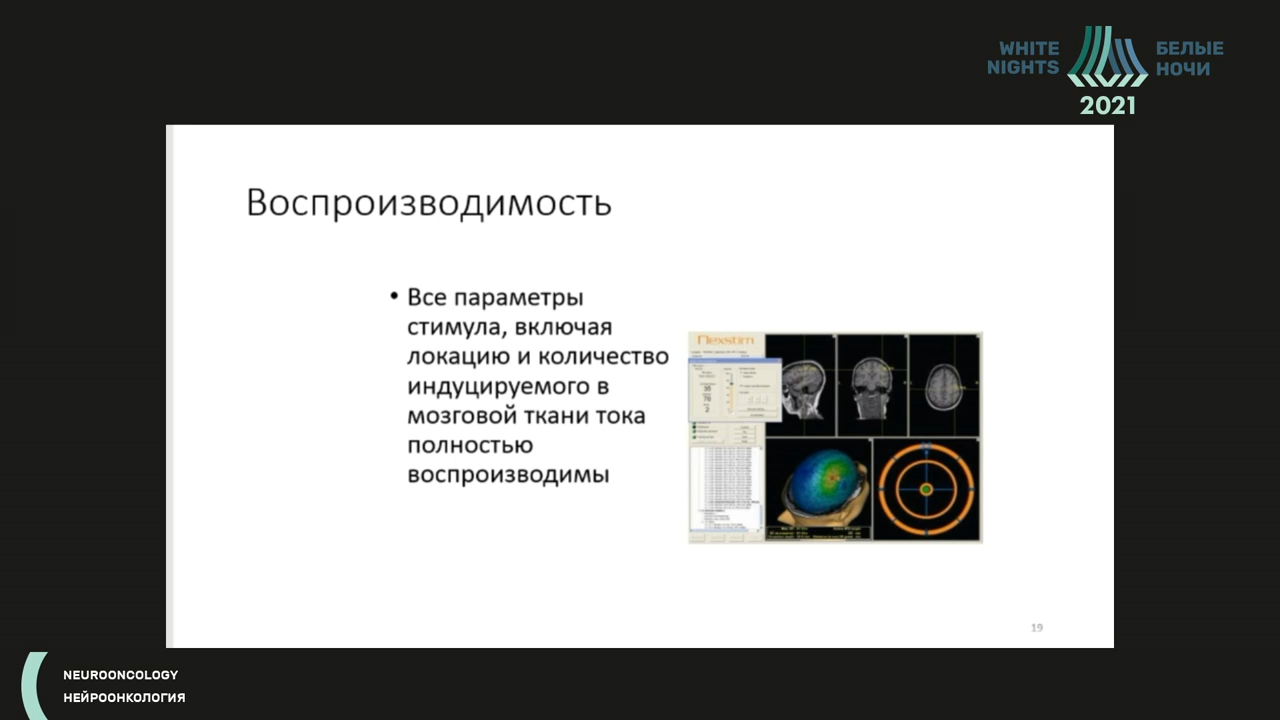 WHITE NIGHTS
БЕЛЫЕ НОЧИ
2021
Воспроизводимость
• Все параметры
стимула, включая
локацию и количество
индуцируемого в
мозговой ткани тока
полностью
воспроизводимы
Nexstim
19
NEUROONCOLOGY
НЕЙРООНКОЛОГИЯ